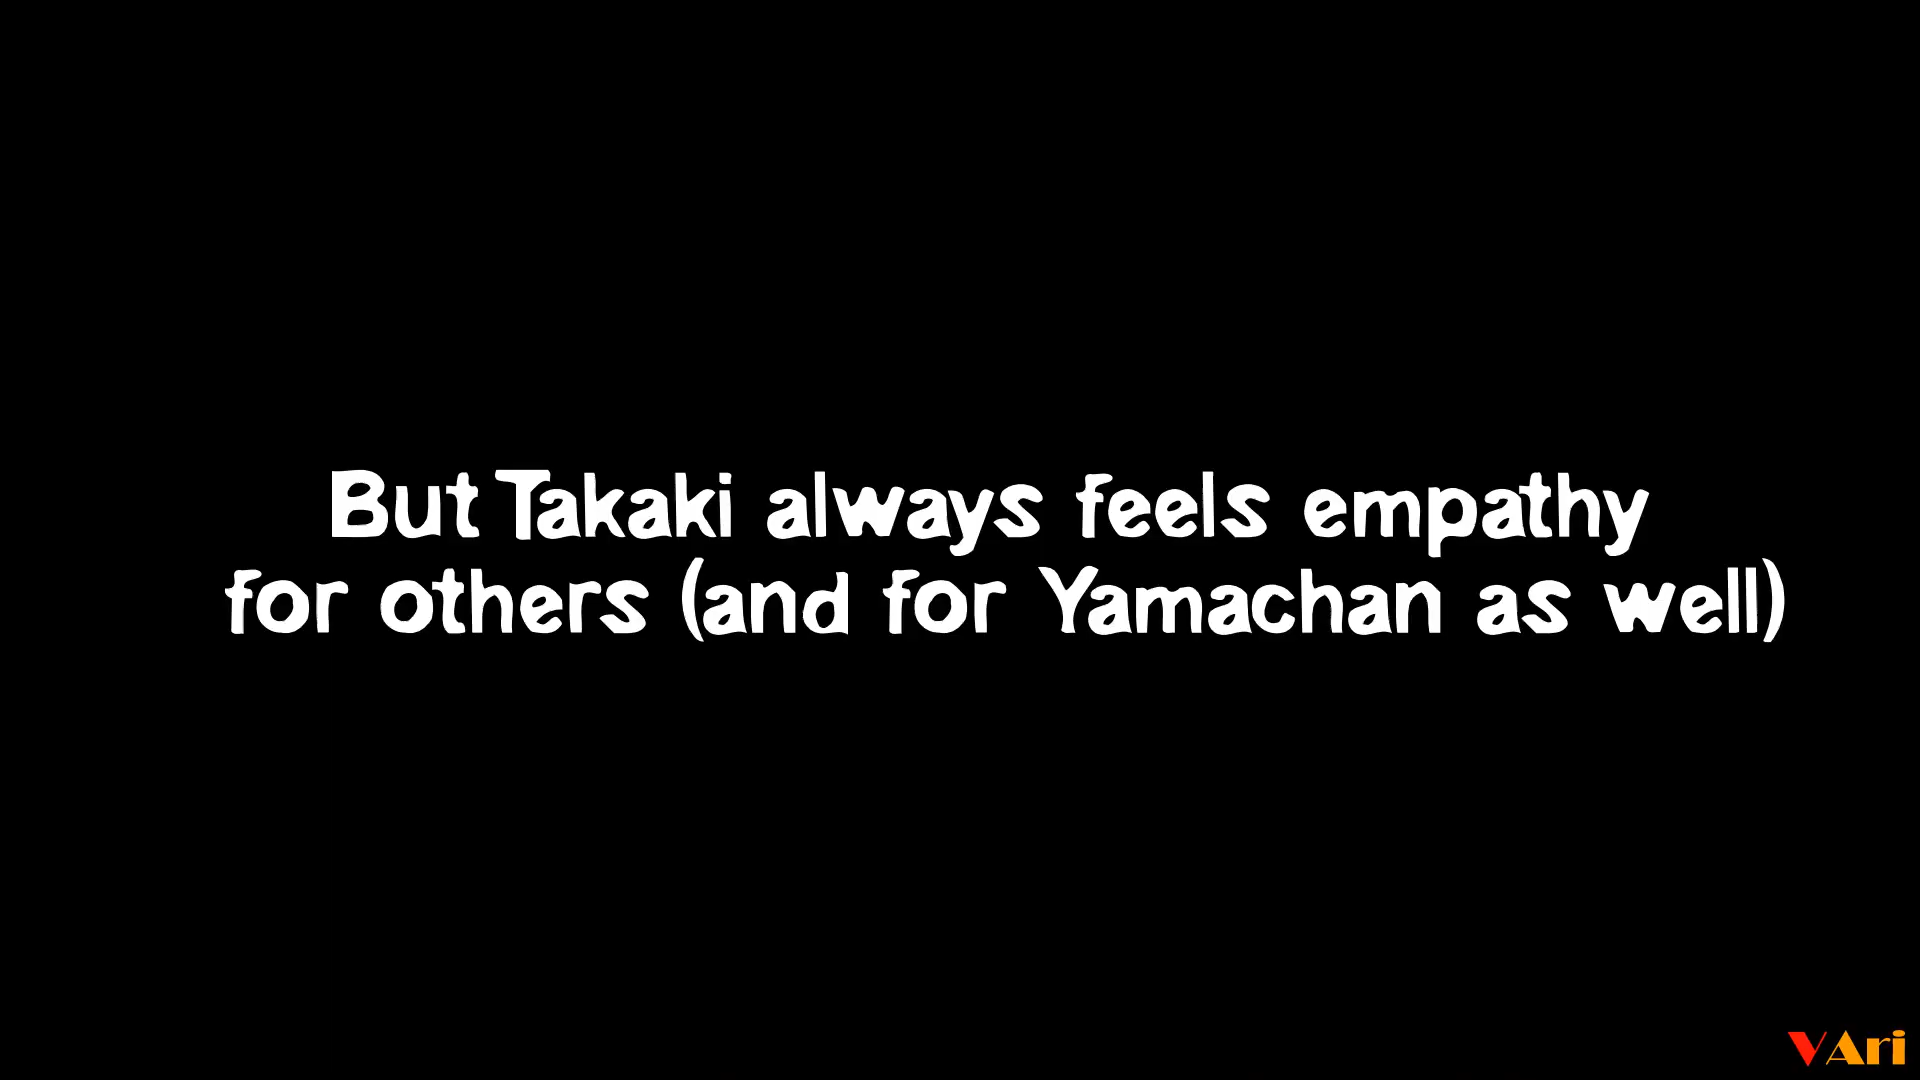 But Takaki always feels empathy
for others (and for Yamachan as well)
VAri